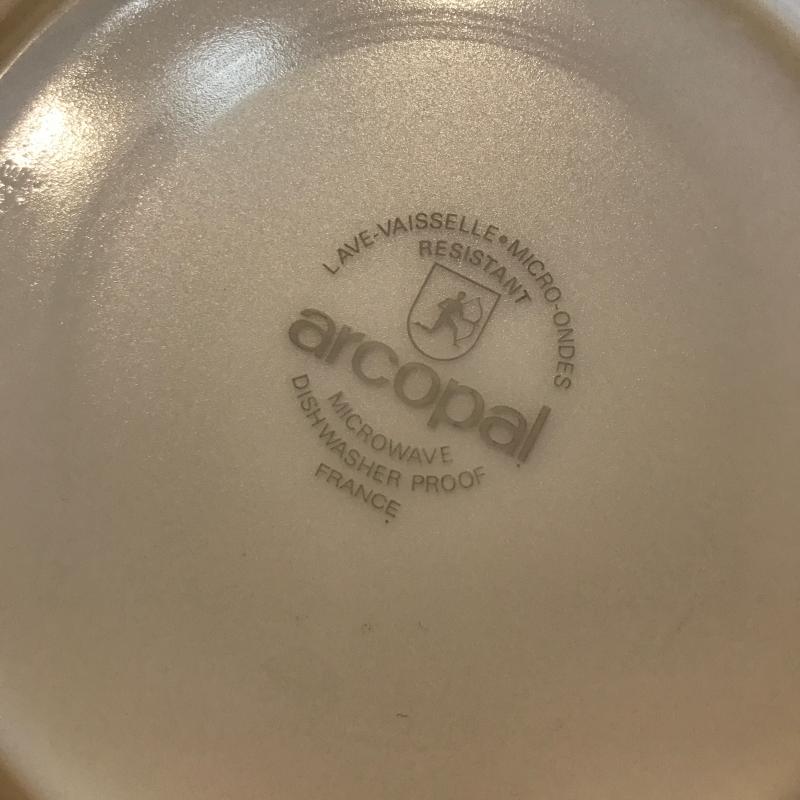 LAVE-VAISSELLE•MICRO-ONDES
RESISTANT
arcopal
MICROWAVE
DISHWASHER PROOF
FRANCE